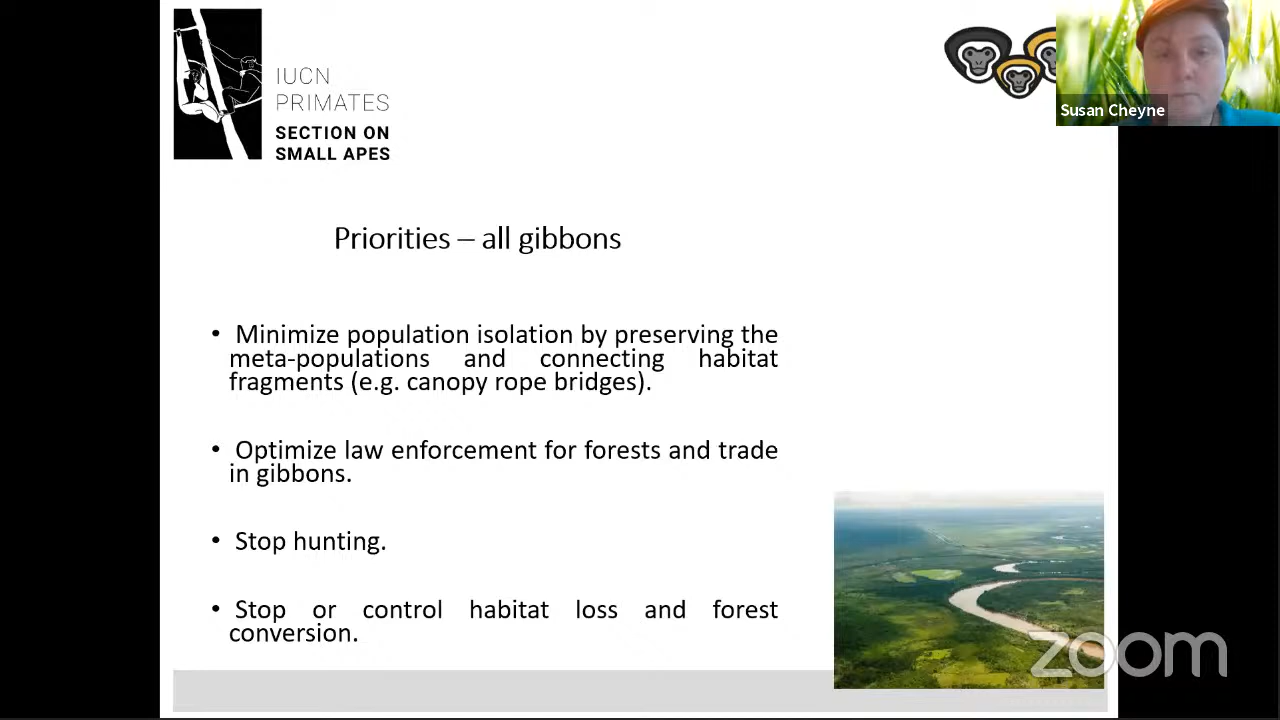 IUCN
PRIMATES
SECTION ON
SMALL APES
Susan Cheyne
Priorities – all gibbons
• Minimize population isolation by preserving the
meta-populations and connecting habitat
fragments (e.g. canopy rope bridges).
• Optimize law enforcement for forests and trade
in gibbons.
• Stop hunting.
• Stop or control habitat loss and forest
conversion.
zoom